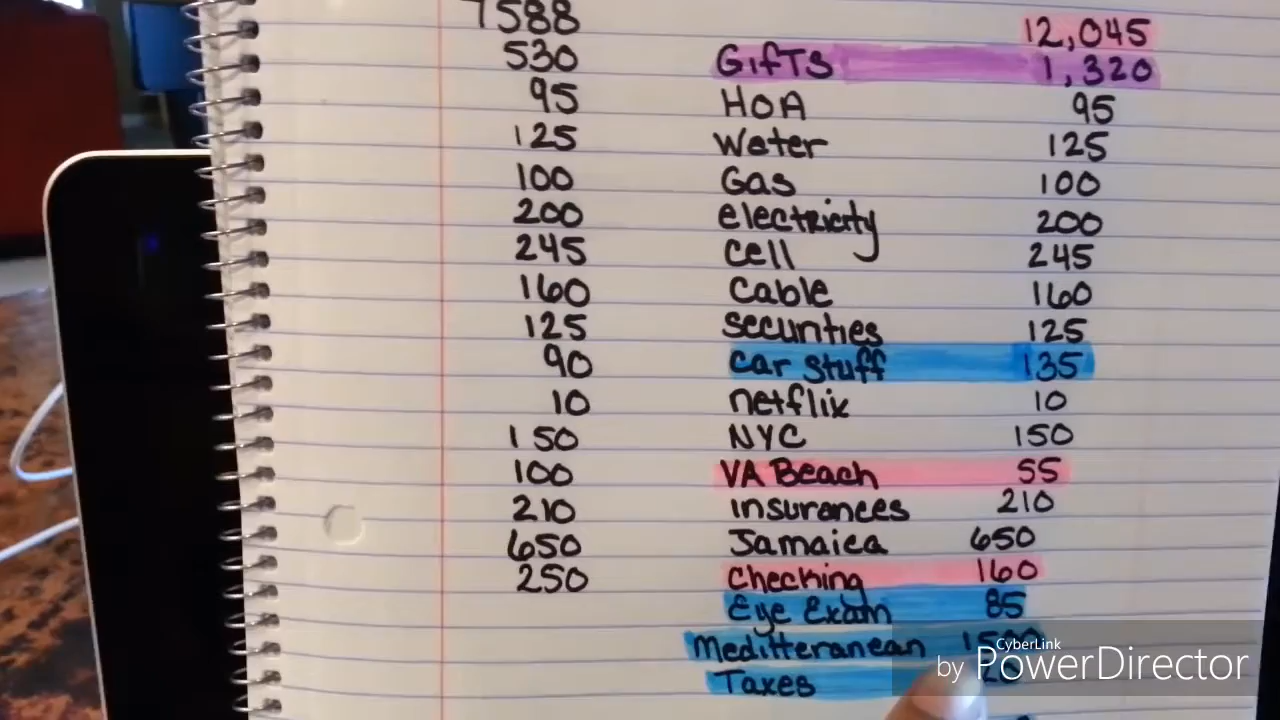 7588 12,045
530 GifTS 1,320
95 HOA 95
125 Water 125
100 Gas 100
200 electricity 200
245 cell 245
160 cable 160
125 securities 125
90 car stuff 135
10 netflix 10
150 NYC 150
100 VA Beach 55
210 insurances 210
650 Jamaica 650
250 checking 160
Eye Exam 85
Meditteranean 1500
Taxes
CyberLink
by PowerDirector